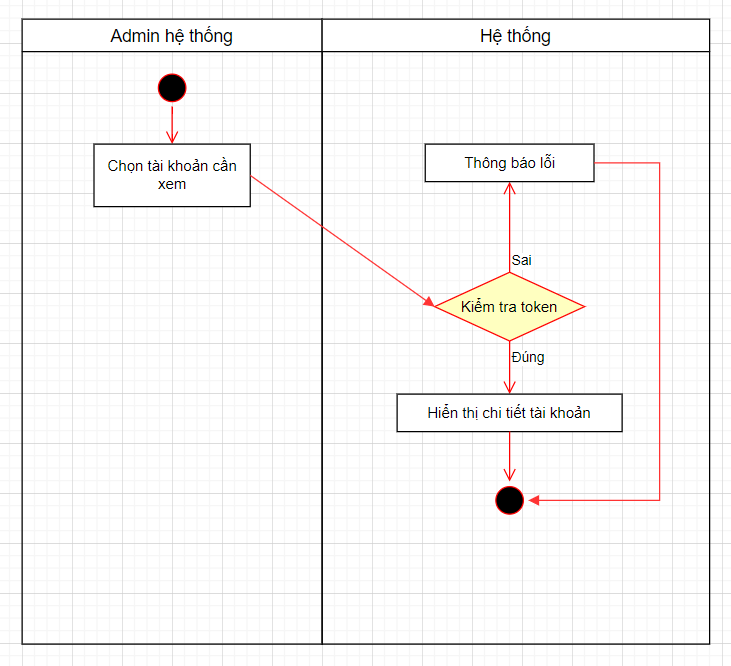 Admin hệ thống
Hệ thống
Chọn tài khoản cần
xem
Thông báo lỗi
Sai
Kiểm tra token
Đúng
Hiển thị chi tiết tài khoản